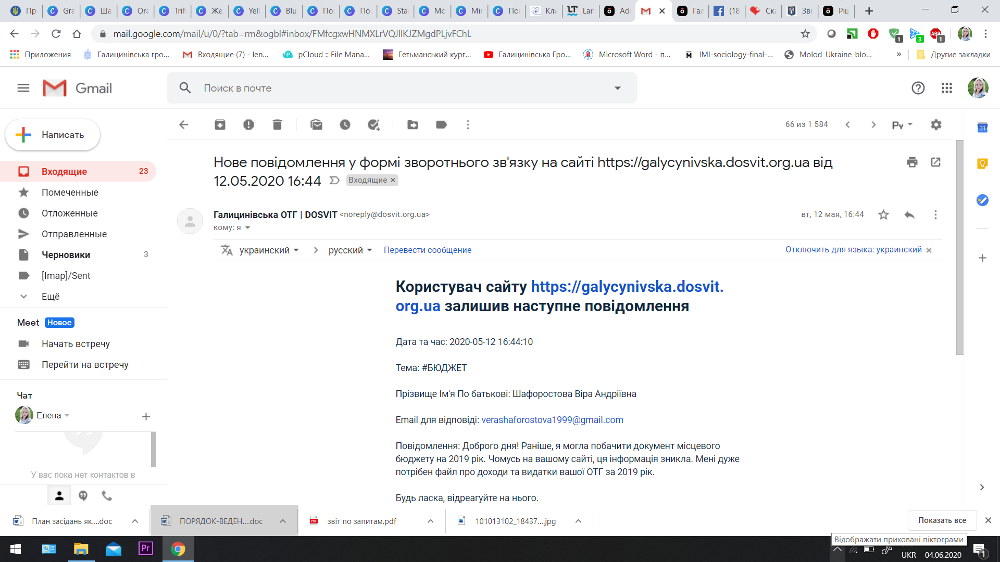 Пр
Gra
Ша
Ora
Trif
Же
Yell
Blu
По
По
Sta
Мо
Mir
По
Кли
Lan
Ad
Гал
(18
Ска
Зві
Ріш
mail.google.com/mail/u/0/?tab=rm&ogbl#inbox/FMfcgxwHNMXLrVQJllKJZMgdPLjvFChL
1
3
1
Приложения
Галицинівська гро...
Входящие (7) - len...
pCloud :: File Mana...
Гетьманський кург...
Галицинівська Гро...
Microsoft Word - п...
IMI-sociology-final-...
Molod_Ukraine_blo...
»
Другие закладки
Gmail
Поиск в почте
Написать
66 из 1 584
Ру
31
Входящие 23
Помеченные
Отложенные
Отправленные
Черновики 3
[Imap]/Sent
Ещё
Meet Новое
Начать встречу
Перейти на встречу
Чат
Елена
У вас пока нет контактов в
Нове повідомлення у формі зворотнього зв'язку на сайті https://galycynivska.dosvit.org.ua від
12.05.2020 16:44 Входящие ×
Галицинівська ОТГ | DOSVIT <noreply@dosvit.org.ua>
вт, 12 мая, 16:44
кому: я
украинский > русский Перевести сообщение
Отключить для языка: украинский ×
Користувач сайту https://galycynivska.dosvit.
org.ua залишив наступне повідомлення
Дата та час: 2020-05-12 16:44:10
Тема: #БЮДЖЕТ
Прізвище Ім'я По батькові: Шафоростова Віра Андріївна
Email для відповіді: verashaforostova1999@gmail.com
Повідомлення: Доброго дня! Раніше, я могла побачити документ місцевого
бюджету на 2019 рік. Чомусь на вашому сайті, ця інформація зникла. Мені дуже
потрібен файл про доходи та видатки вашої ОТГ за 2019 рік.
Будь ласка, відреагуйте на нього.
План засідань як....doc
ПОРЯДОК-ВЕДЕН....doc
звіт по запитам.pdf
101013102_18437....jpg
Показать все
Відображати приховані піктограми
Pr
UKR
04.06.2020
1